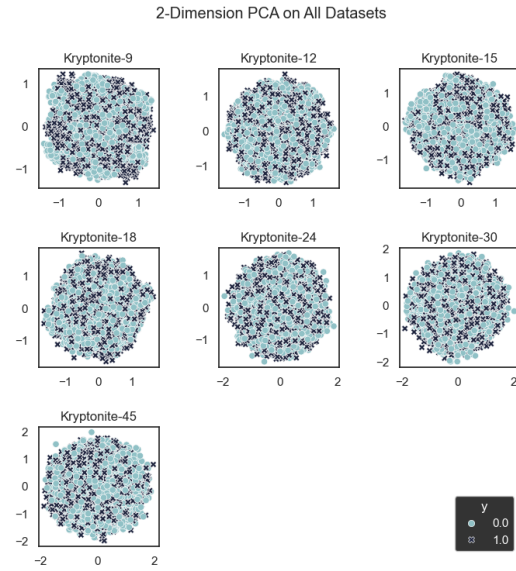 2-Dimension PCA on All Datasets
Kryptonite-9
Kryptonite-12
Kryptonite-15
1
0
−1
−1 0 1
1
0
−1
−1 0 1
1
0
−1
−1 0 1
Kryptonite-18
Kryptonite-24
Kryptonite-30
1
0
−1
−1 0 1
1
0
−1
−2 0 2
2
1
0
−1
−2
−2 0 2
Kryptonite-45
2
1
0
−1
−2
−2 0 2
y
0.0
1.0